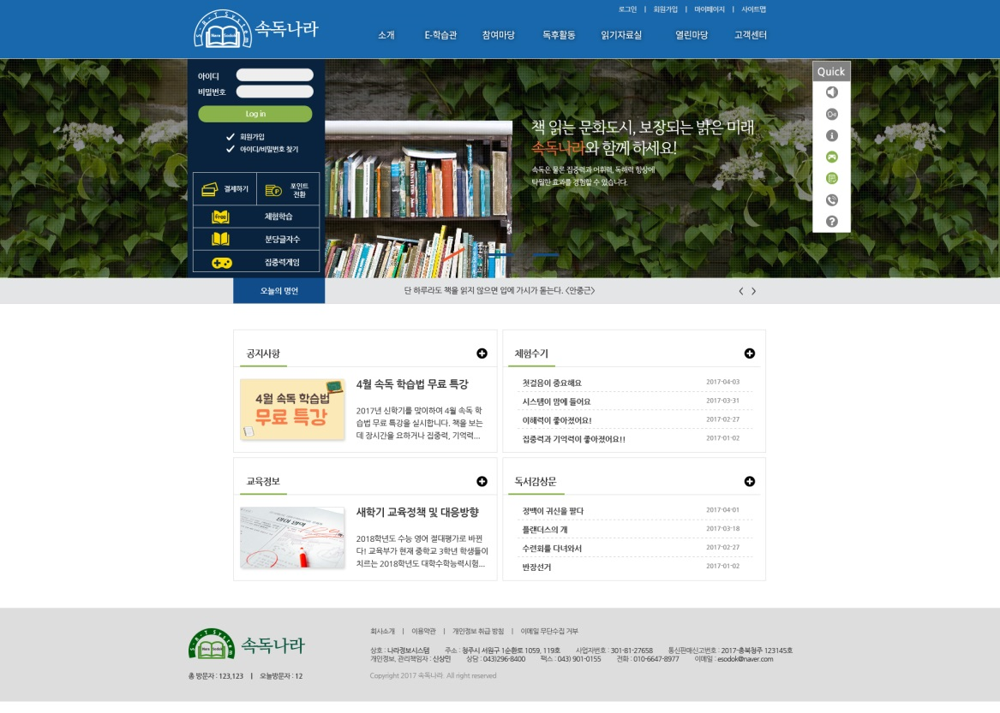 로그인 | 회원가입 | 마이페이지 | 사이트맵
S·R·T System
Nara Sodok
속독나라
소개 E-학습관 참여마당 독후활동 읽기자료실 열린마당 고객센터
아이디
비밀번호
Log in
회원가입
아이디/비밀번호 찾기
결제하기
포인트
전환
Free 체험학습
분당글자수
집중력게임
책 읽는 문화도시, 보장되는 밝은 미래
속독나라와 함께 하세요!
속독은 물론 집중력과 어휘력, 독해력 향상에
탁월한 효과를 경험할 수 있습니다.
Quick
오늘의 명언
단 하루라도 책을 읽지 않으면 입에 가시가 돋는다. <안중근>
공지사항
4월 속독 학습법
무료 특강
4월 속독 학습법 무료 특강
2017년 신학기를 맞이하여 4월 속독 학
습법 무료 특강을 실시합니다. 책을 보는
데 장시간을 요하거나 집중력, 기억력...
체험수기
첫걸음이 중요해요 2017-04-03
시스템이 맘에 들어요 2017-03-31
이해력이 좋아졌어요! 2017-02-27
집중력과 기억력이 좋아졌어요!! 2017-01-02
교육정보
영어 영역
새학기 교육정책 및 대응방향
2018학년도 수능 영어 절대평가로 바뀐
다! 교육부가 현재 중학교 3학년 학생들이
치르는 2018학년도 대학수학능력시험...
독서감상문
정백이 귀신을 팔다 2017-04-01
플랜더스의 개 2017-03-18
수련회를 다녀와서 2017-02-27
반장선거 2017-01-02
S·R·T System
Nara Sodok
속독나라
총 방문자 : 123,123 | 오늘방문자 : 12
회사소개 | 이용약관 | 개인정보 취급 방침 | 이메일 무단수집 거부
상호 : 나라정보시스템 주소 : 청주시 서원구 1순환로 1059, 119호 사업자번호 : 301-81-27658 통신판매신고번호 : 2017-충북청주 123145호
개인정보, 관리책임자 : 신상민 상담 : 043)296-8400 팩스 : 043) 901-0155 전화 : 010-6647-8977 이메일 : esodok@naver.com
Copyright 2017 속독나라. All right reserved